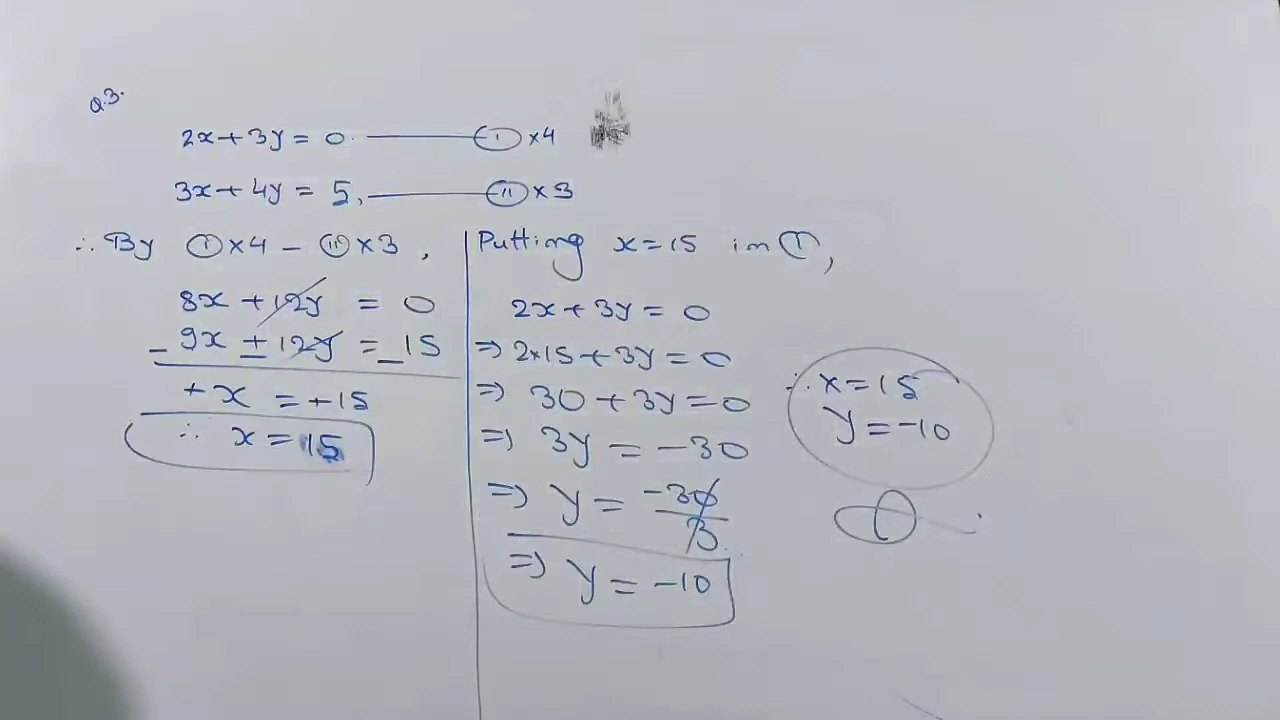 Q.3.
2x + 3y = 0. ——— (i) ×4
3x + 4y = 5, ——— (ii) ×3
∴ By (i)×4 − (ii)×3 ,
8x + 12y = 0
− 9x ± 12y = _15
+x = +15
∴ x = 15
Putting x = 15 in (i),
2x + 3y = 0
⇒ 2×15 + 3y = 0
⇒ 30 + 3y = 0
⇒ 3y = −30
⇒ y = −30/3
⇒ y = −10
∴ x = 15
y = −10